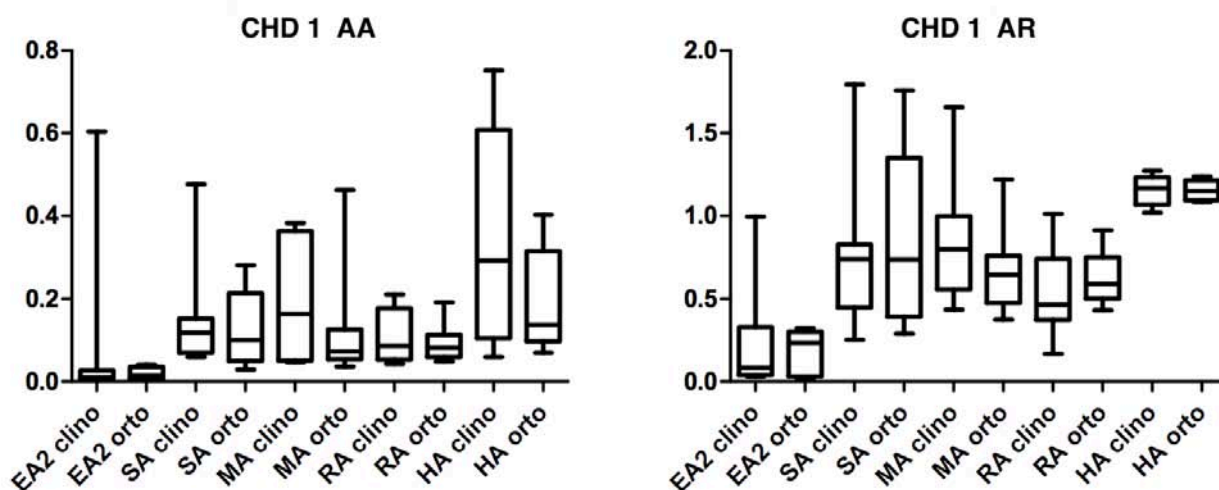 CHD 1 AA
0.8
0.6
0.4
0.2
0.0
EA2 clino
EA2 orto
SA clino
SA orto
MA clino
MA orto
RA clino
RA orto
HA clino
HA orto
CHD 1 AR
2.0
1.5
1.0
0.5
0.0
EA2 clino
EA2 orto
SA clino
SA orto
MA clino
MA orto
RA clino
RA orto
HA clino
HA orto